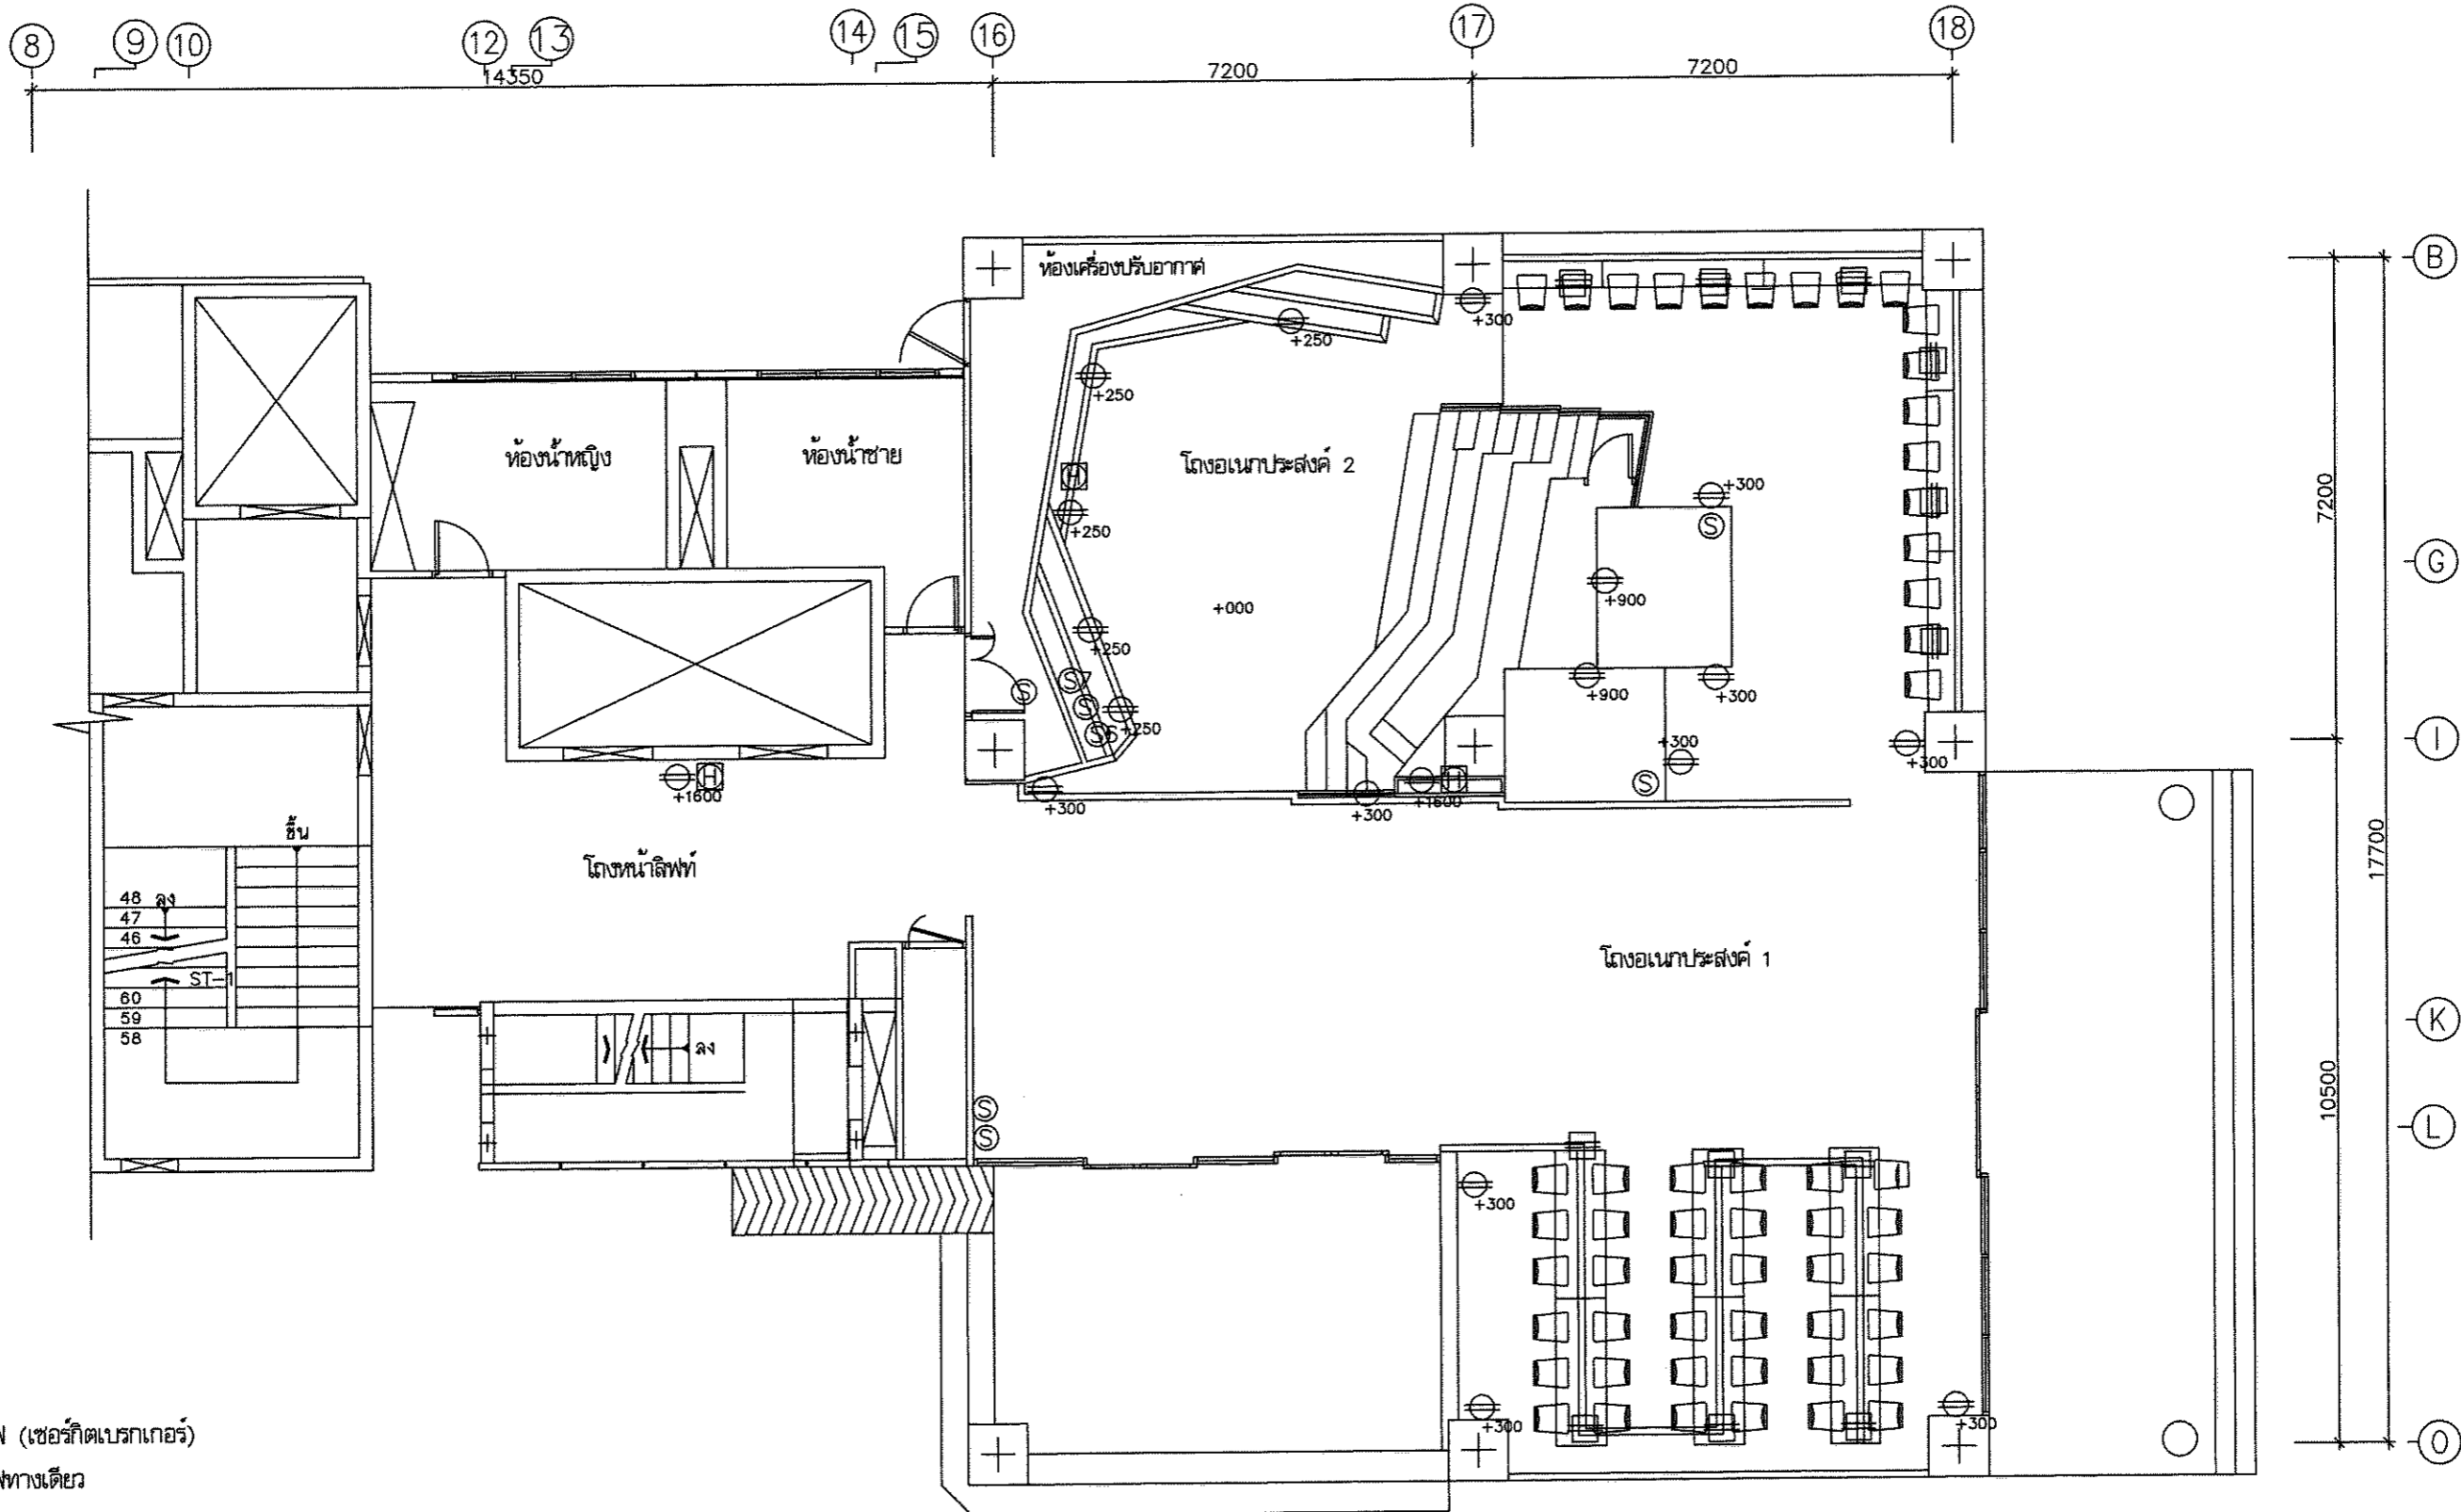 8
9
10
12
13
14
15
16
17
18
14350
7200
7200
B
ห้องเครื่องปรับอากาศ
+300
+250
+250
ห้องน้ำหญิง
ห้องน้ำชาย
โถงอเนกประสงค์ 2
H
+300
S
+250
7200
G
+900
+000
+250
S7
S
+900
+300
S
S6
+250
+300
I
+300
H
+1600
+300
+300
+1600
H
S
ขึ้น
โถงหน้าลิฟท์
17700
48
ลง
47
46
ST-1
60
59
58
โถงอเนกประสงค์ 1
K
ลง
10500
S
S
L
+300
+300
+300
O
(เซอร์กิตเบรกเกอร์)
ฟทางเดียว